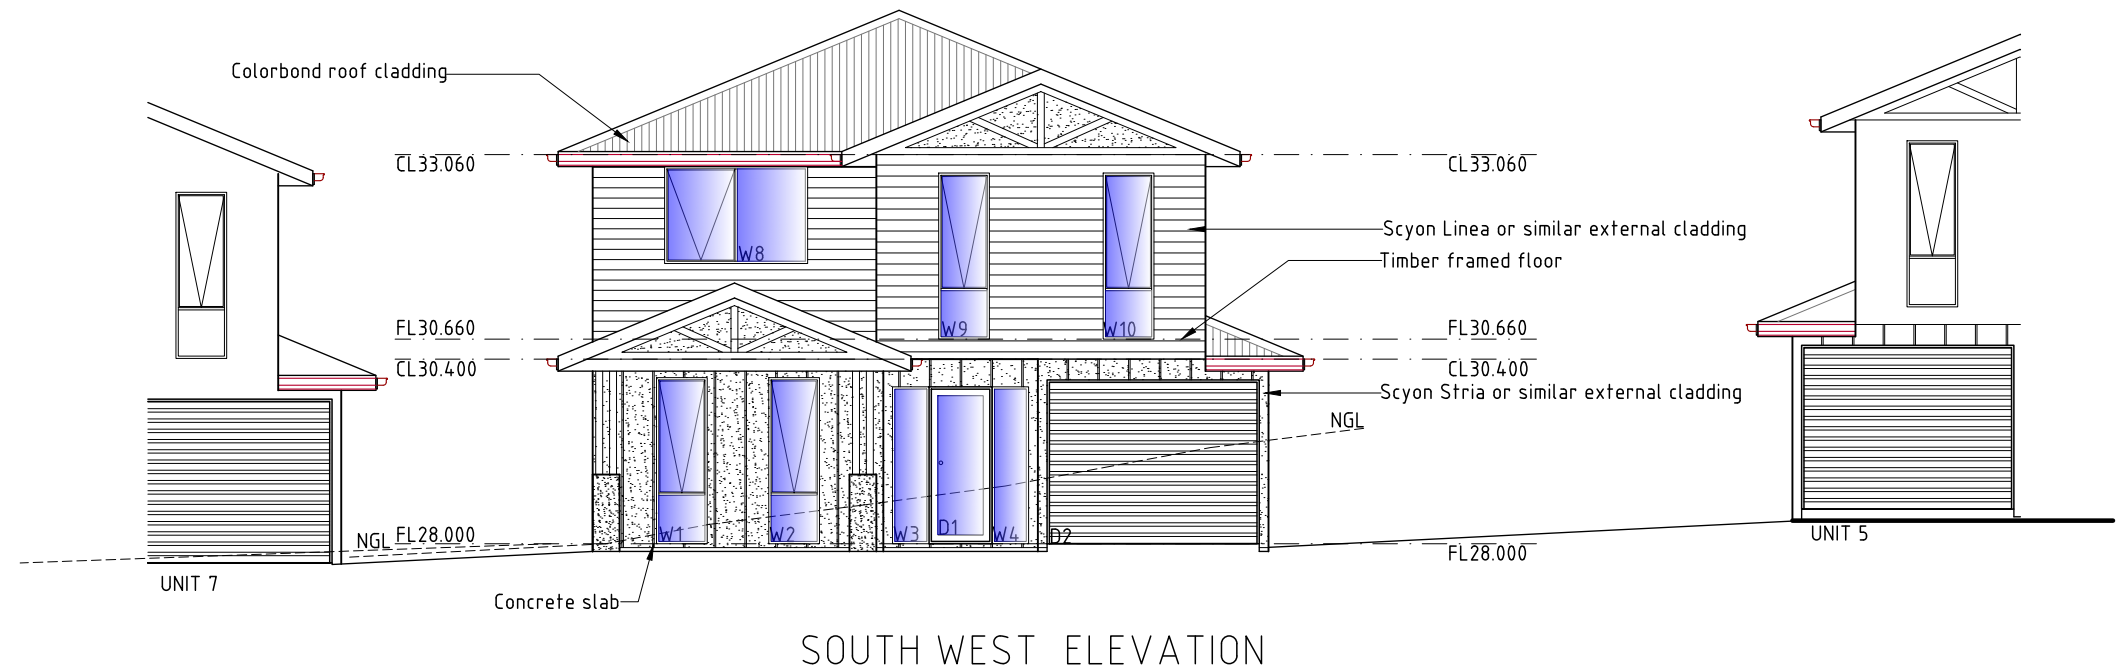 Colorbond roof cladding
CL33.060
CL33.060
Scyon Linea or similar external cladding
W8
Timber framed floor
FL30.660
W9
W10
FL30.660
CL30.400
CL30.400
Scyon Stria or similar external cladding
NGL
NGL
FL28.000
W1
W2
W3
D1
W4
D2
UNIT 5
FL28.000
UNIT 7
Concrete slab
SOUTH WEST ELEVATION